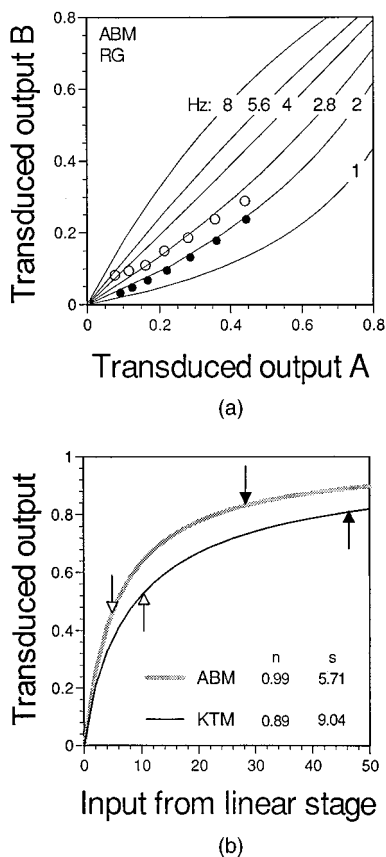 0.8
ABM
RG
Hz: 8 5.6 4 2.8 2
0.6
0.4
1
0.2
0
0 0.2 0.4 0.6 0.8
Transduced output B
Transduced output A
(a)
1
0.8
0.6
0.4
0.2
0
n s
ABM 0.99 5.71
KTM 0.89 9.04
0 10 20 30 40 50
Transduced output
Input from linear stage
(b)